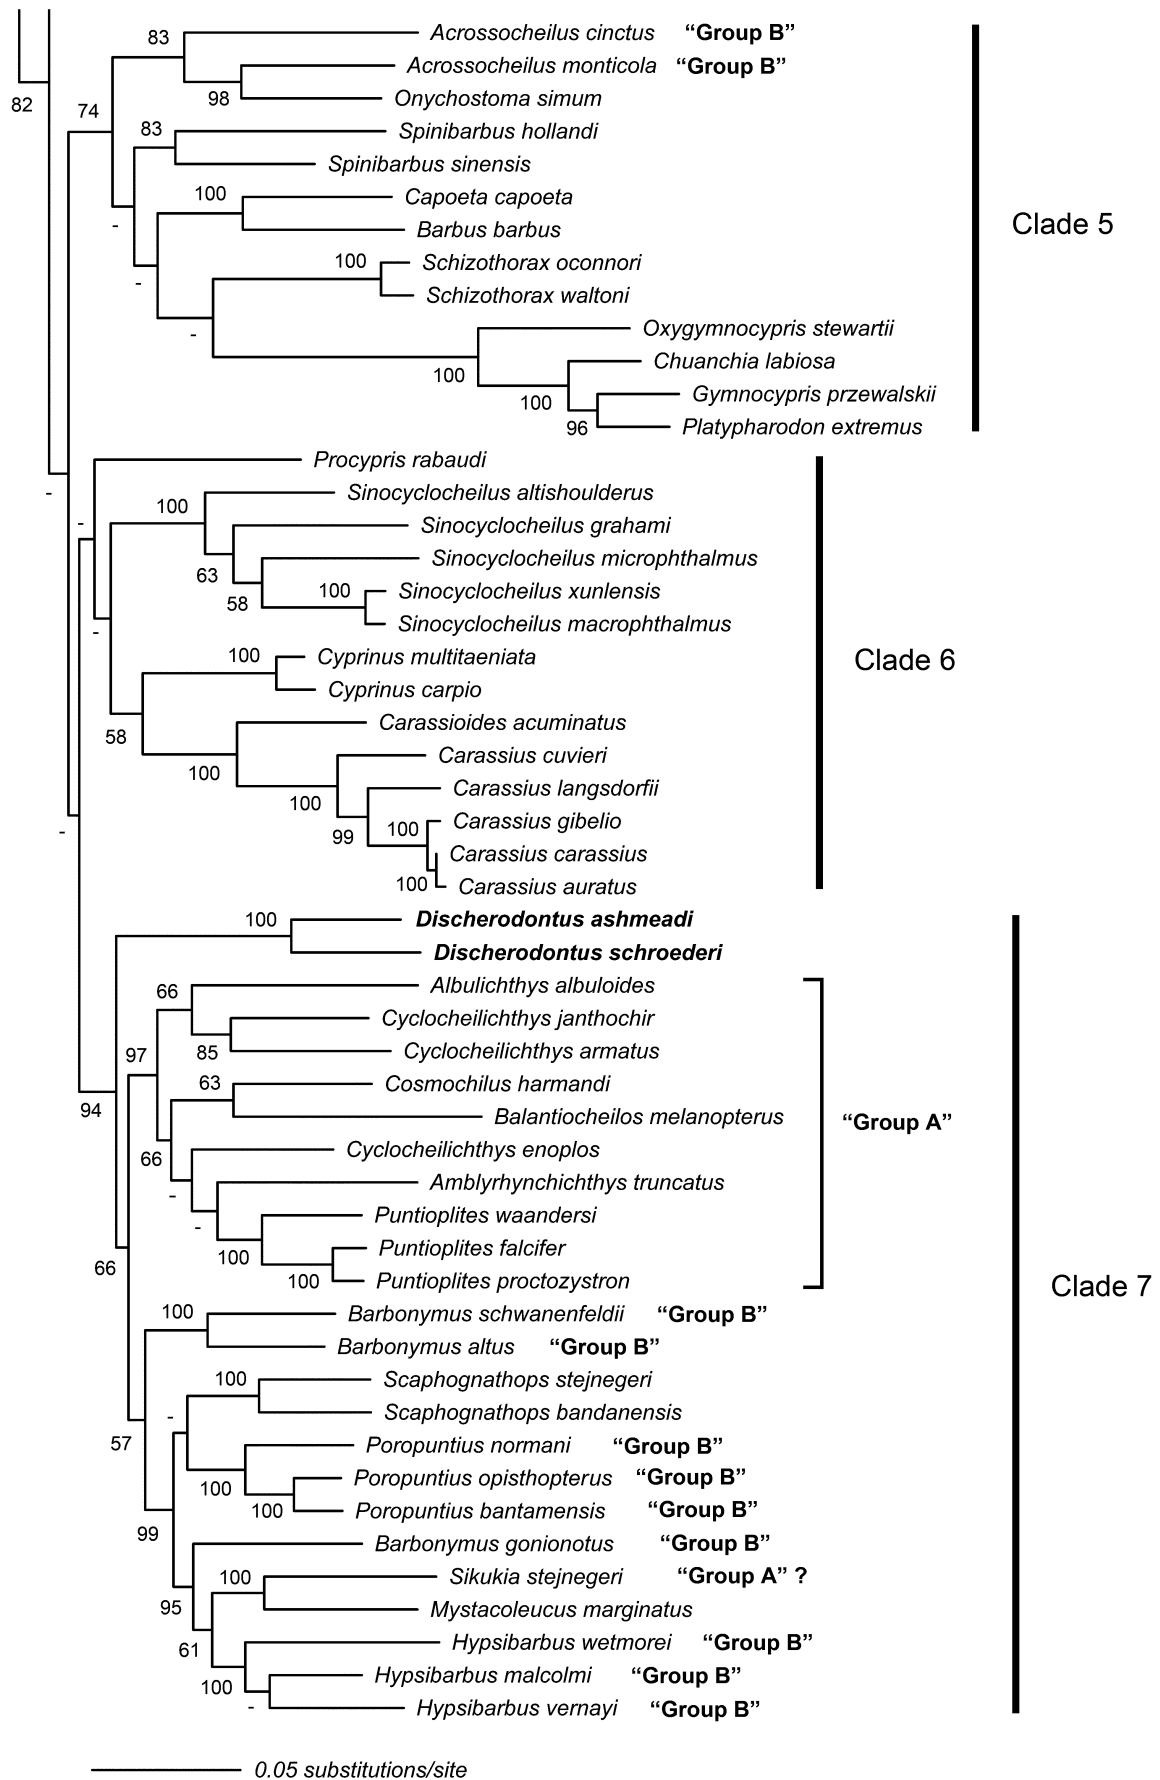 83
Acrossocheilus cinctus “Group B”
Acrossocheilus monticola “Group B”
82
98
Onychostoma simum
74
83
Spinibarbus hollandi
Spinibarbus sinensis
100
Capoeta capoeta
-
Barbus barbus
Clade 5
100
Schizothorax oconnori
-
Schizothorax waltoni
-
Oxygymnocypris stewartii
Chuanchia labiosa
100
Gymnocypris przewalskii
100
96
Platypharodon extremus
Procypris rabaudi
-
Sinocyclocheilus altishoulderus
100
-
Sinocyclocheilus grahami
Sinocyclocheilus microphthalmus
63
100
Sinocyclocheilus xunlensis
58
Sinocyclocheilus macrophthalmus
-
100
Cyprinus multitaeniata
Clade 6
Cyprinus carpio
Carassioides acuminatus
58
Carassius cuvieri
100
Carassius langsdorfii
100
Carassius gibelio
-
99
100
Carassius carassius
100
Carassius auratus
100
Discherodontus ashmeadi
Discherodontus schroederi
66
Albulichthys albuloides
Cyclocheilichthys janthochir
97
85
Cyclocheilichthys armatus
63
Cosmochilus harmandi
94
Balantiocheilos melanopterus
“Group A”
66
Cyclocheilichthys enoplos
-
Amblyrhynchichthys truncatus
-
Puntioplites waandersi
100
Puntioplites falcifer
66
100
Puntioplites proctozystron
Clade 7
100
Barbonymus schwanenfeldii “Group B”
Barbonymus altus “Group B”
100
Scaphognathops stejnegeri
-
Scaphognathops bandanensis
57
Poropuntius normani “Group B”
100
Poropuntius opisthopterus “Group B”
100
Poropuntius bantamensis “Group B”
99
Barbonymus gonionotus “Group B”
100
Sikukia stejnegeri “Group A” ?
95
Mystacoleucus marginatus
61
Hypsibarbus wetmorei “Group B”
100
Hypsibarbus malcolmi “Group B”
-
Hypsibarbus vernayi “Group B”
0.05 substitutions/site